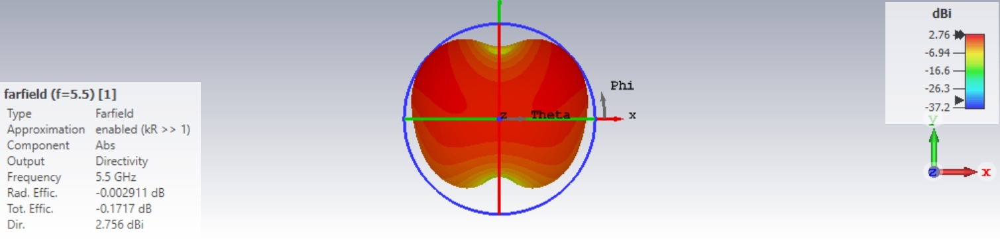 farfield (f=5.5) [1]
Type Farfield
Approximation enabled (kR >> 1)
Component Abs
Output Directivity
Frequency 5.5 GHz
Rad. Effic. -0.002911 dB
Tot. Effic. -0.1717 dB
Dir. 2.756 dBi
Phi
z Theta x
dBi
2.76
-6.94
-16.6
-26.3
-37.2
y
z x